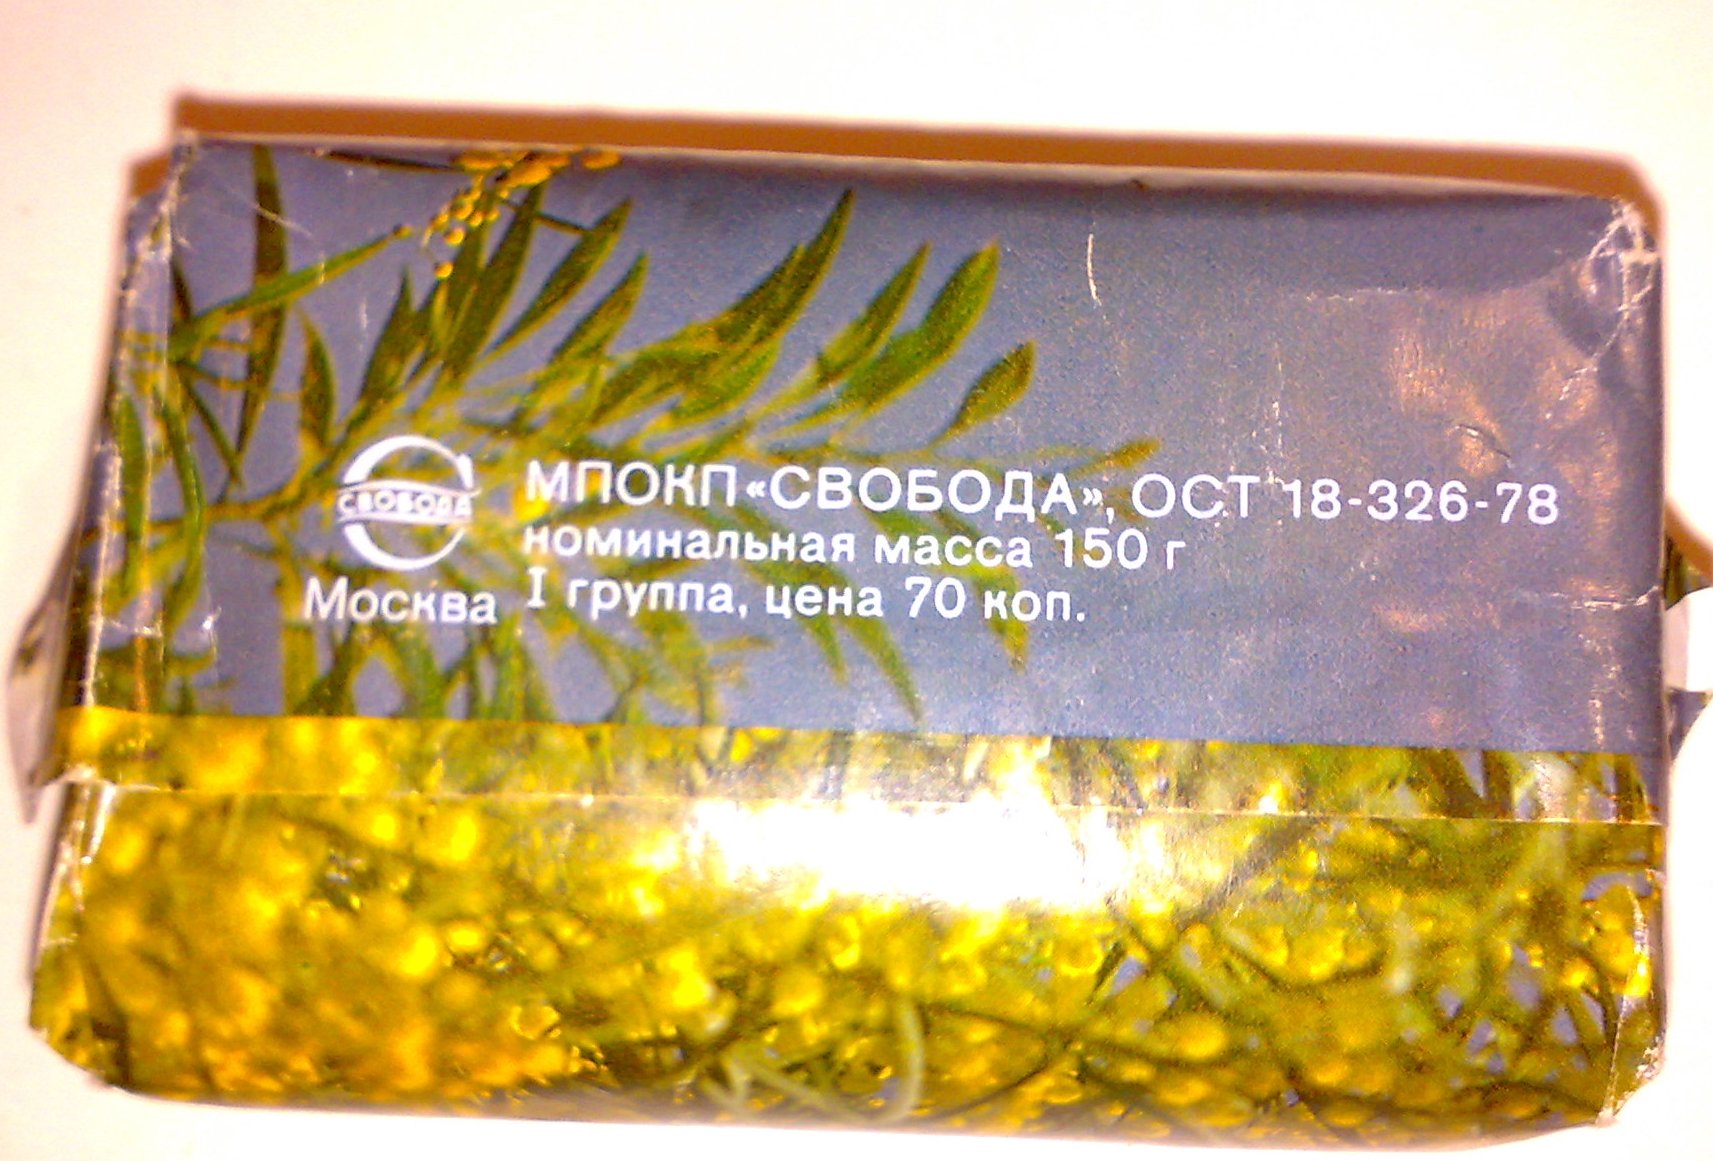 СВОБОДА
Москва
МПОКП «СВОБОДА», ОСТ 18-326-78
номинальная масса 150 г
I группа, цена 70 коп.